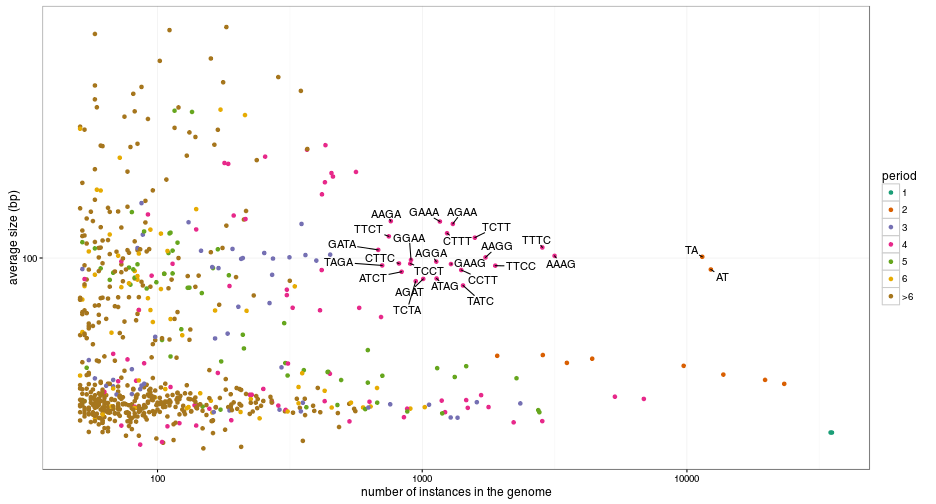 AAGA
GAAA
AGAA
TTCT
TCTT
GATA
GGAA
CTTT
AAGG
TTTC
TA
TAGA
CTTC
AGGA
GAAG
TTCC
AAAG
ATCT
TCCT
CCTT
AT
AGAT
ATAG
TCTA
TATC
average size (bp)
100
100
1000
10000
number of instances in the genome
period
1
2
3
4
5
6
>6